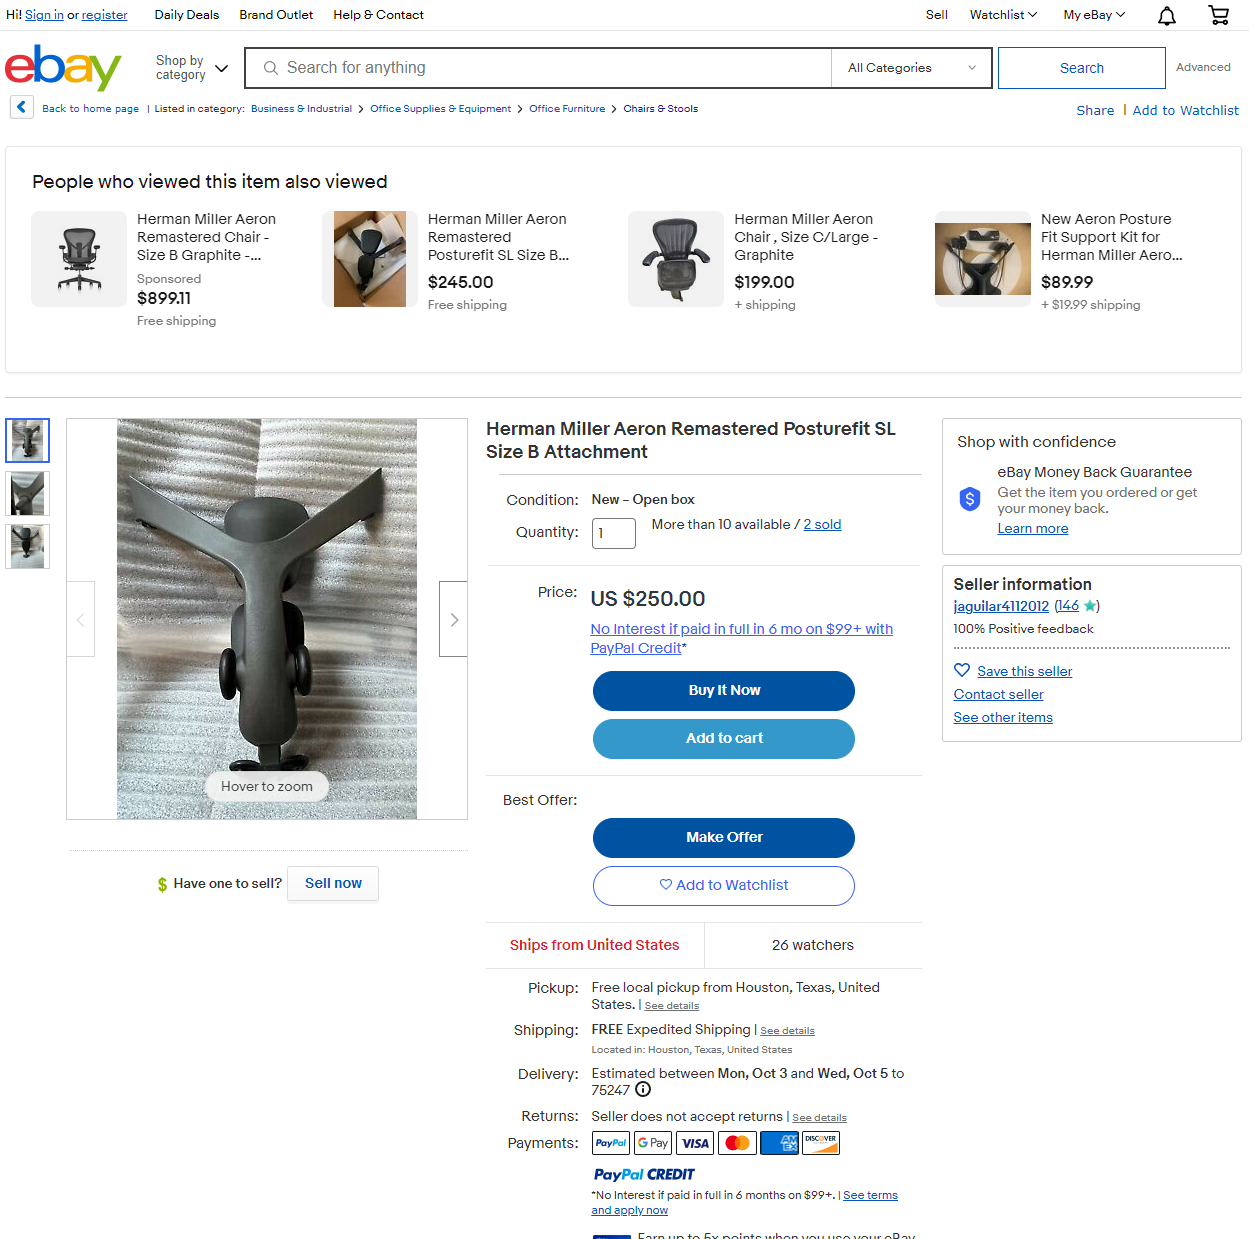 Hi! Sign in or register
Daily Deals
Brand Outlet
Help & Contact
Sell
Watchlist
My eBay
ebay
Shop by
category
Search for anything
All Categories
Search
Advanced
Back to home page | Listed in category: Business & Industrial > Office Supplies & Equipment > Office Furniture > Chairs & Stools
Share | Add to Watchlist
People who viewed this item also viewed
Herman Miller Aeron
Remastered Chair -
Size B Graphite -...
Sponsored
$899.11
Free shipping
Herman Miller Aeron
Remastered
Posturefit SL Size B...
$245.00
Free shipping
Herman Miller Aeron
Chair , Size C/Large -
Graphite
$199.00
+ shipping
New Aeron Posture
Fit Support Kit for
Herman Miller Aero...
$89.99
+ $19.99 shipping
Hover to zoom
$ Have one to sell?
Sell now
Herman Miller Aeron Remastered Posturefit SL
Size B Attachment
Condition: New – Open box
Quantity: 1 More than 10 available / 2 sold
Price: US $250.00
No Interest if paid in full in 6 mo on $99+ with
PayPal Credit*
Buy It Now
Add to cart
Best Offer:
Make Offer
Add to Watchlist
Ships from United States
26 watchers
Pickup: Free local pickup from Houston, Texas, United
States. | See details
Shipping: FREE Expedited Shipping | See details
Located in: Houston, Texas, United States
Delivery: Estimated between Mon, Oct 3 and Wed, Oct 5 to
75247
Returns: Seller does not accept returns | See details
Payments: PayPal G Pay VISA AMEX DISCOVER
PayPal CREDIT
*No Interest if paid in full in 6 months on $99+. | See terms
and apply now
Earn up to 5x points when you use your eBay
Shop with confidence
eBay Money Back Guarantee
Get the item you ordered or get
your money back.
Learn more
Seller information
jaguilar4112012 (146)
100% Positive feedback
Save this seller
Contact seller
See other items